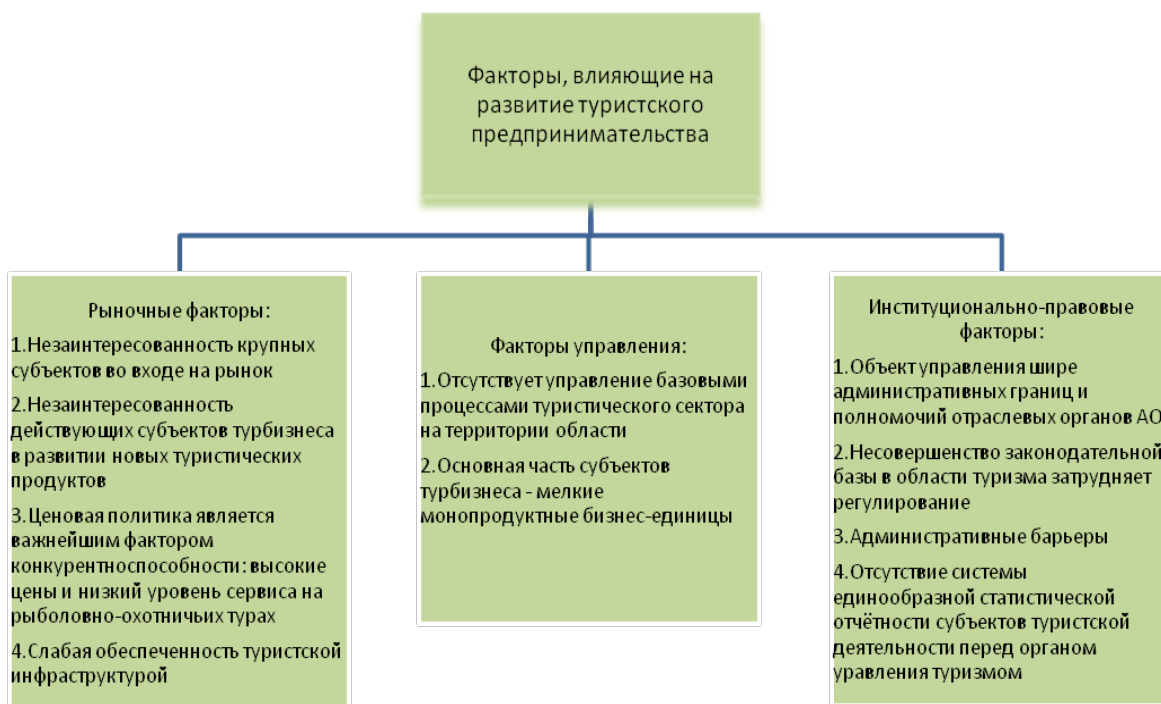 Факторы, влияющие на
развитие туристского
предпринимательства
Рыночные факторы:
1.Незаинтересованность крупных
субъектов во входе на рынок
2.Незаинтересованность
действующих субъектов турбизнеса
в развитии новых туристических
продуктов
3.Ценовая политика является
важнейшим фактором
конкурентноспособности: высокие
цены и низкий уровень сервиса на
рыболовно-охотничьих турах
4.Слабая обеспеченность туристской
инфраструктурой
Факторы управления:
1.Отсутствует управление базовыми
процессами туристического сектора
на территории области
2.Основная часть субъектов
турбизнеса - мелкие
монопродуктные бизнес-единицы
Институционально-правовые
факторы:
1.Объект управления шире
административных границ и
полномочий отраслевых органов АО
2.Несовершенство законодательной
базы в области туризма затрудняет
регулирование
3.Административные барьеры
4.Отсутствие системы
единообразной статистической
отчётности субъектов туристской
деятельности перед органом
уравления туризмом